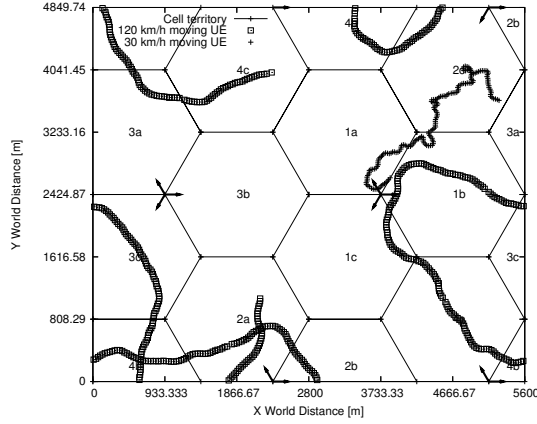 4849.74
Cell territory
120 km/h moving UE
30 km/h moving UE
4
2b
4041.45
4c
2c
3233.16
3a
1a
3a
2424.87
3b
1b
1616.58
3c
1c
3c
808.29
2a
4b
2b
4b
0
0
933.333
1866.67
2800
3733.33
4666.67
5600
X World Distance [m]
Y World Distance [m]